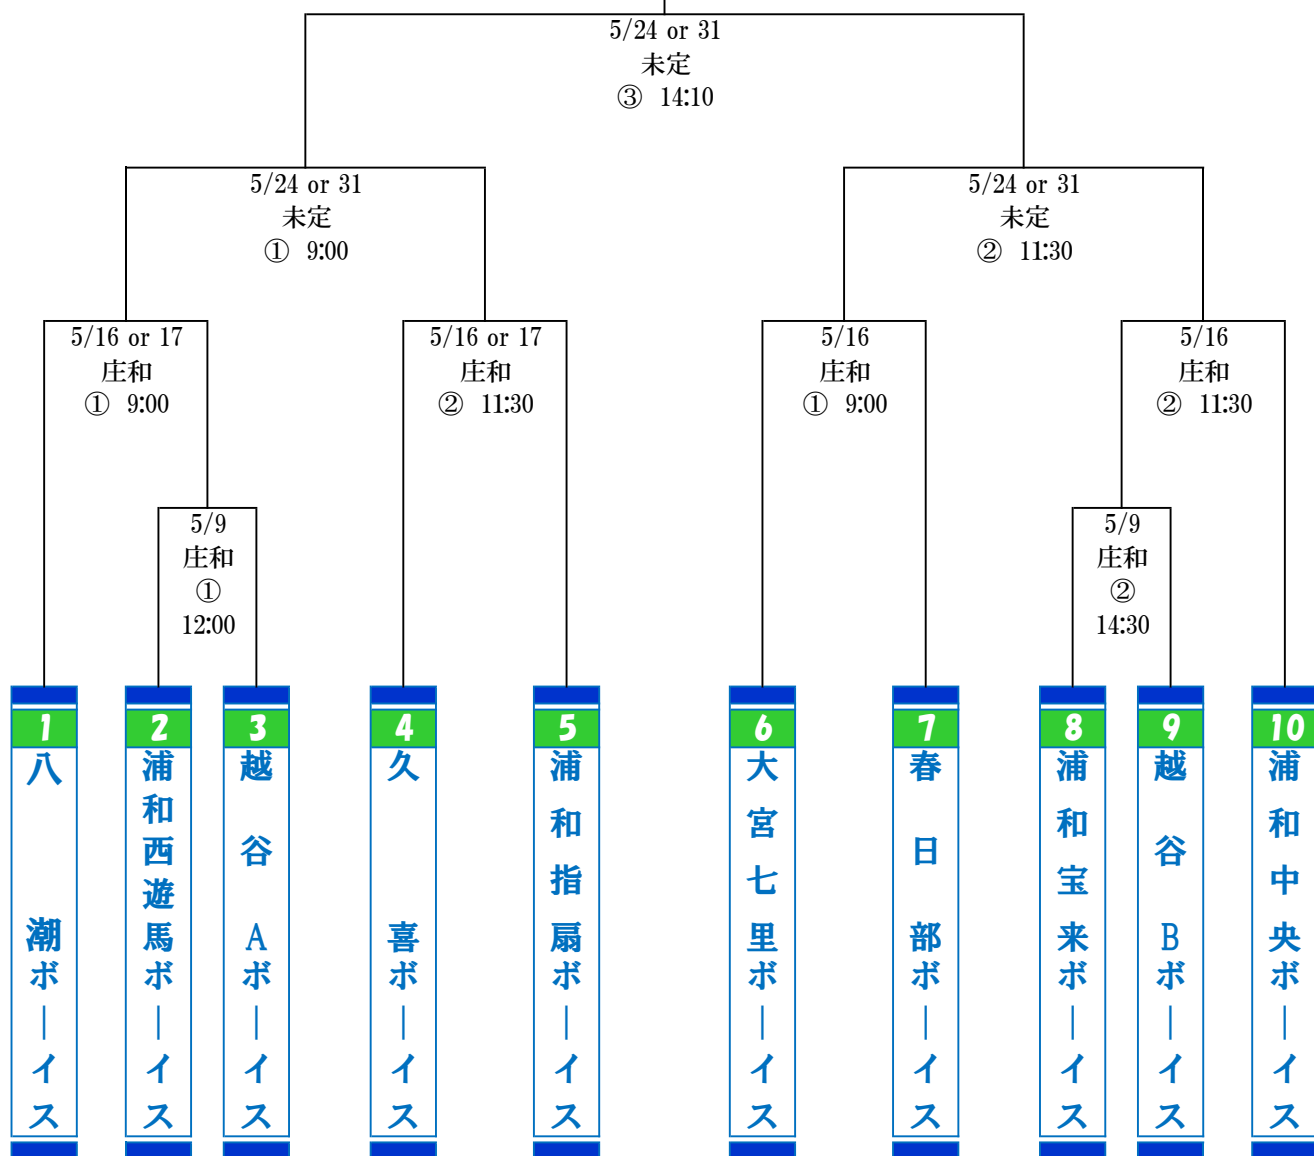 5/24 or 31
未定
③ 14:10
5/24 or 31
未定
① 9:00
5/24 or 31
未定
② 11:30
5/16 or 17
庄和
① 9:00
5/16 or 17
庄和
② 11:30
5/16
庄和
① 9:00
5/16
庄和
② 11:30
5/9
庄和
①
12:00
5/9
庄和
②
14:30
1
八潮ボーイス
2
浦和西遊馬ボーイス
3
越谷Aボーイス
4
久喜ボーイス
5
浦和指扇ボーイス
6
大宮七里ボーイス
7
春日部ボーイス
8
浦和宝来ボーイス
9
越谷Bボーイス
10
浦和中央ボーイス